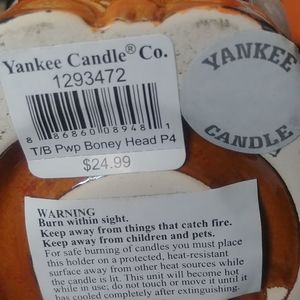 Yankee Candle® Co.
1293472
8 86860 08948 1
T/B Pwp Boney Head P4
$24.99
YANKEE
CANDLE
WARNING
Burn within sight.
Keep away from things that catch fire.
Keep away from children and pets.
For safe burning of candles you must place
this holder on a protected, heat-resistant
surface away from other heat sources while
the candle is lit. This unit will become hot
while in use; do not touch or move it until it
has cooled completely after extinguishing.